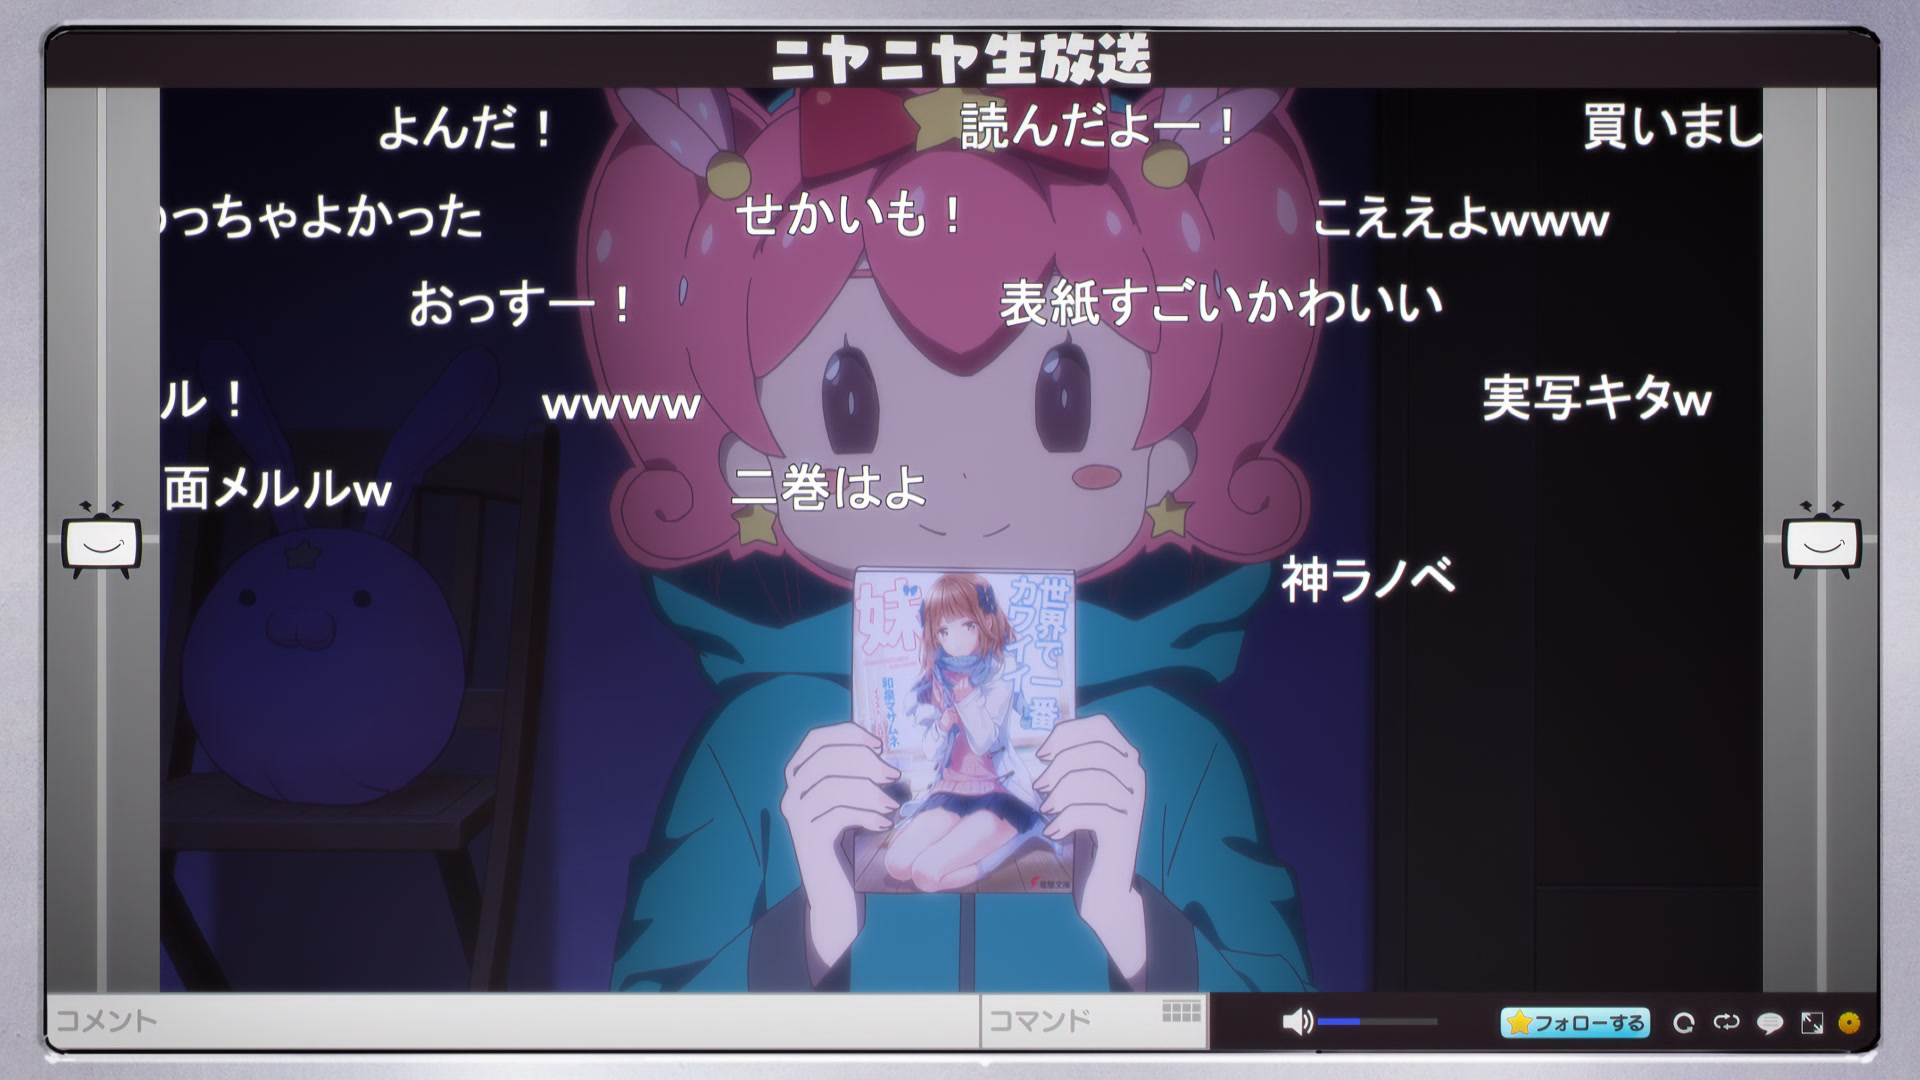 ニヤニヤ生放送
よんだ！
読んだよー！
買いまし
っちゃよかった
せかいも！
こええよwww
おっすー！
表紙すごいかわいい
ル！
wwww
実写キタw
面メルルw
二巻はよ
神ラノベ
世界で一番
カワイイ
妹
和泉マサムネ
電撃文庫
コメント
コマンド
フォローする